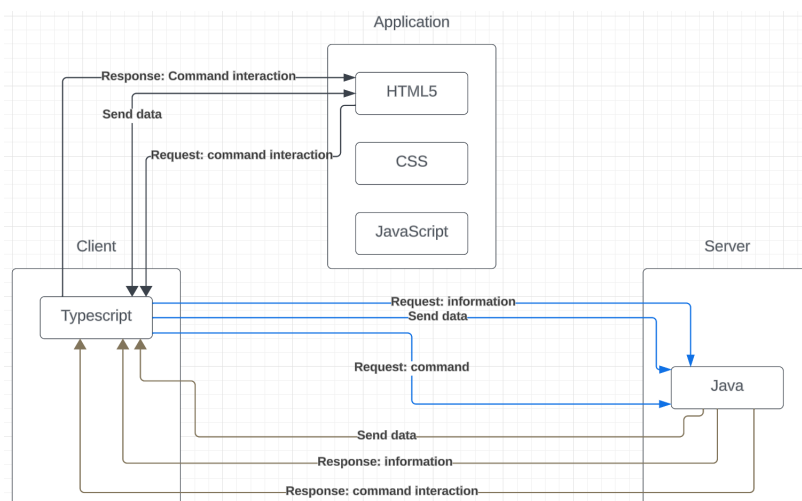 Application
Response: Command interaction
HTML5
Send data
Request: command interaction
CSS
JavaScript
Client
Server
Typescript
Request: information
Send data
Request: command
Java
Send data
Response: information
Response: command interaction